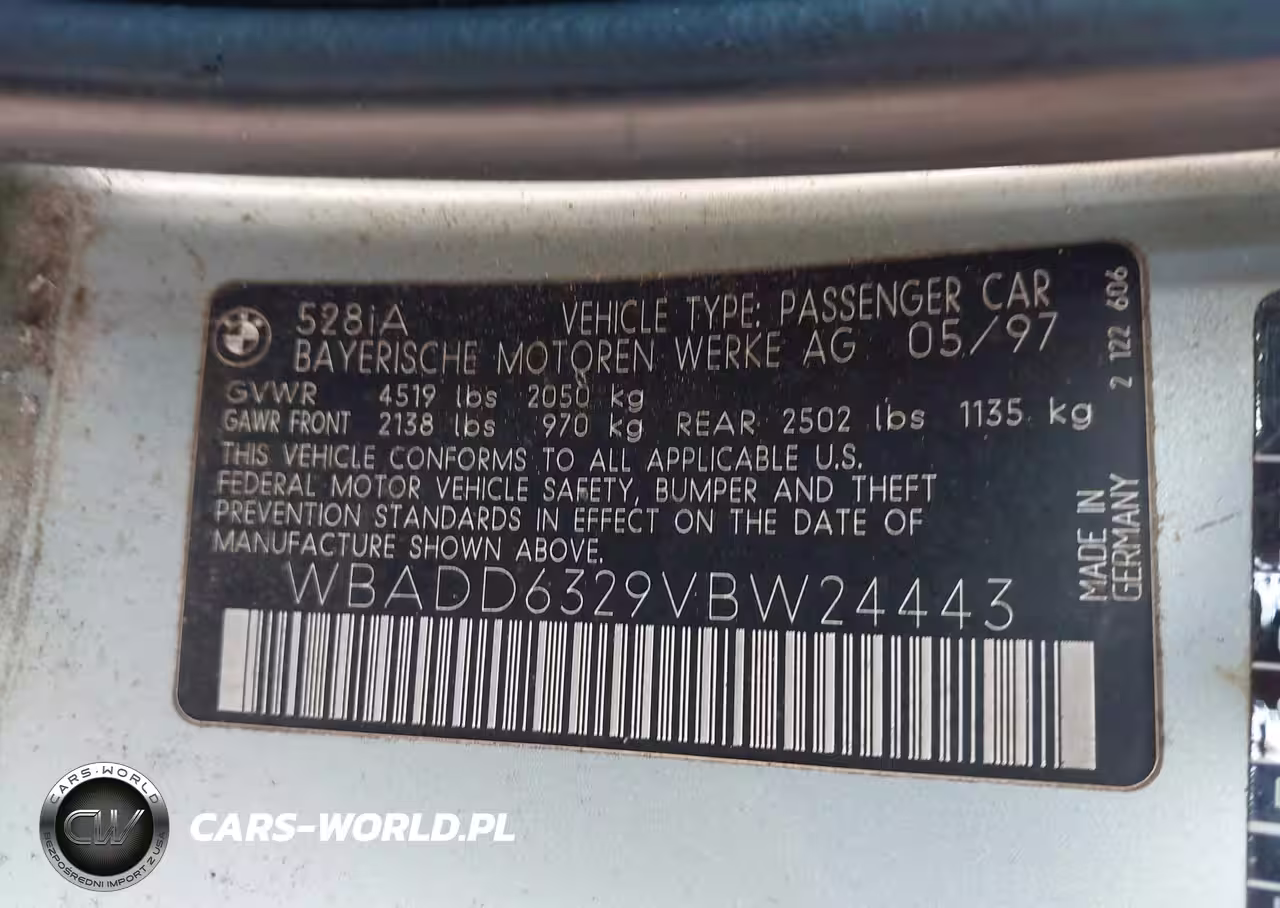 528iA VEHICLE TYPE: PASSENGER CAR
BAYERISCHE MOTOREN WERKE AG 05/97
GVWR 4519 lbs 2050 kg
GAWR FRONT 2138 lbs 970 kg REAR 2502 lbs 1135 kg
THIS VEHICLE CONFORMS TO ALL APPLICABLE U.S.
FEDERAL MOTOR VEHICLE SAFETY, BUMPER AND THEFT
PREVENTION STANDARDS IN EFFECT ON THE DATE OF
MANUFACTURE SHOWN ABOVE.
WBADD6329VBW24443
2 122 606
MADE IN
GERMANY
CARS-WORLD
CW
BEZPOŚREDNI IMPORT Z USA
CARS-WORLD.PL